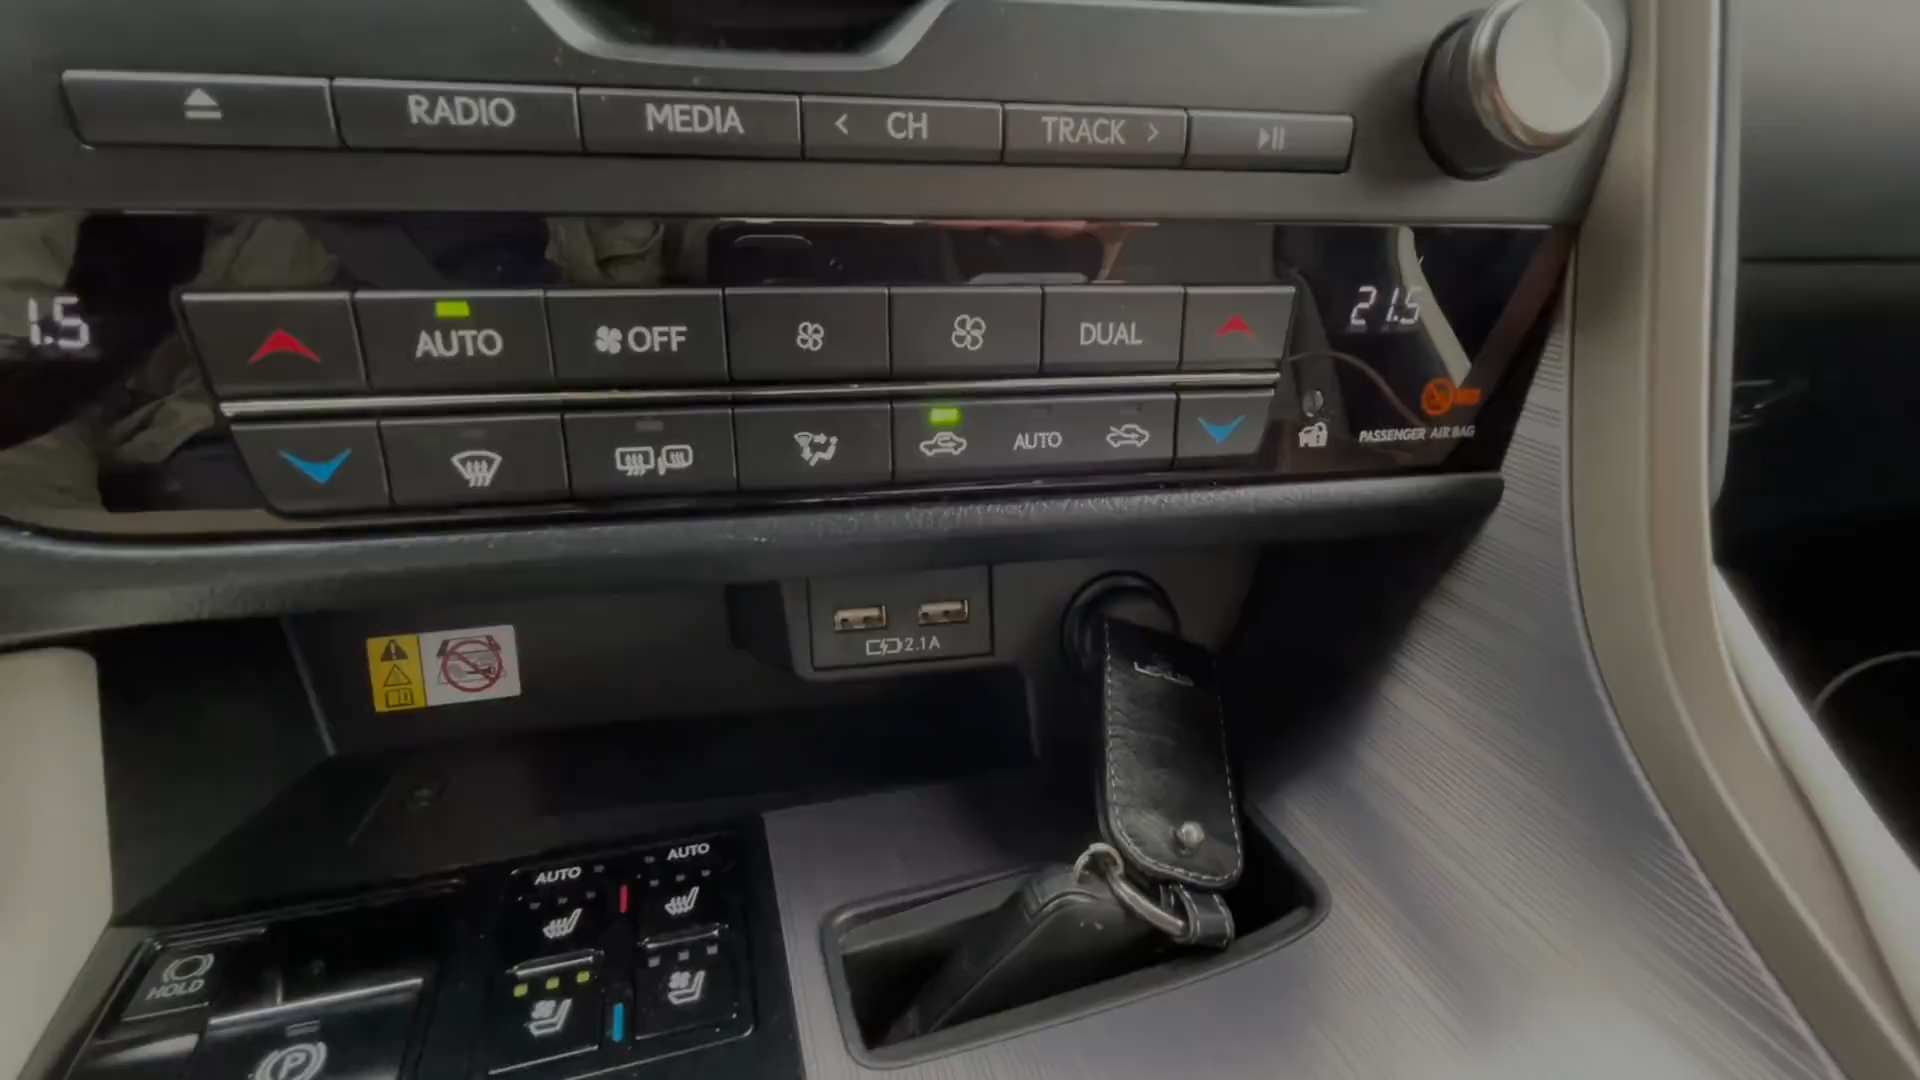 RADIO
MEDIA
< CH
TRACK >
1.5
AUTO
OFF
DUAL
21.5
AUTO
PASSENGER AIR BAG
2.1A
LEXUS
AUTO
AUTO
HOLD
P